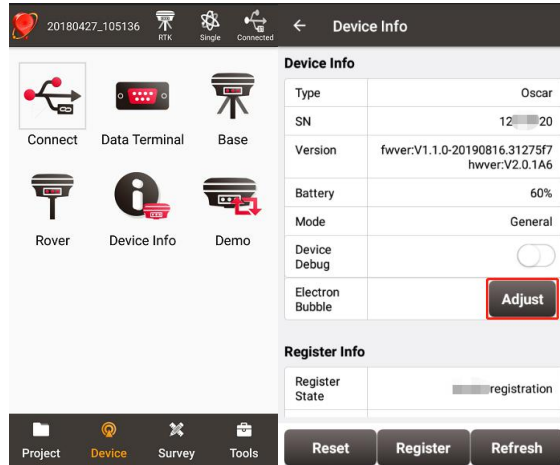 20180427_105136
RTK
Single
Connected
Connect
Data Terminal
Base
Rover
Device Info
Demo
Project
Device
Survey
Tools
Device Info
Device Info
Type
Oscar
SN
12
20
Version
fwver:V1.1.0-20190816.31275f7
hwver:V2.0.1A6
Battery
60%
Mode
General
Device
Debug
Electron
Bubble
Adjust
Register Info
Register
State
registration
Reset
Register
Refresh